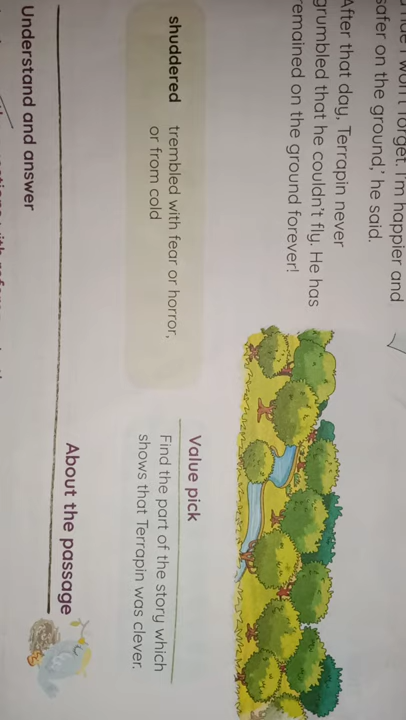 I won't forget. I'm happier and
safer on the ground,' he said.
After that day, Terrapin never
grumbled that he couldn't fly. He has
remained on the ground forever!
shuddered trembled with fear or horror,
or from cold
Value pick
Find the part of the story which
shows that Terrapin was clever.
About the passage
Understand and answer